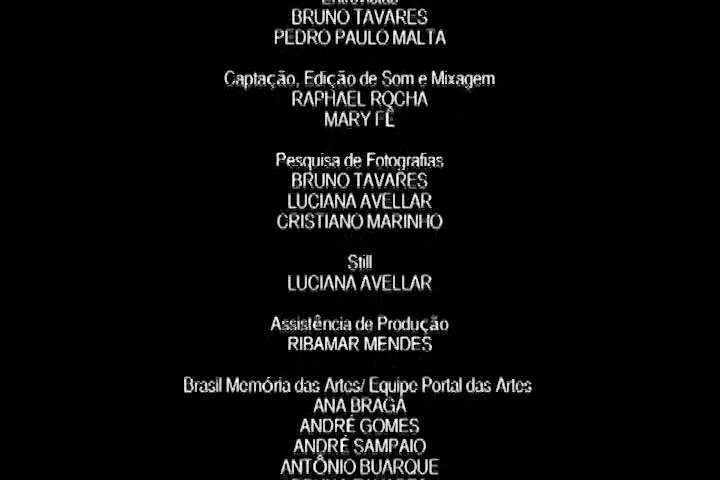 Entrevistas
BRUNO TAVARES
PEDRO PAULO MALTA
Captação, Edição de Som e Mixagem
RAPHAEL ROCHA
MARY FÊ
Pesquisa de Fotografias
BRUNO TAVARES
LUCIANA AVELLAR
CRISTIANO MARINHO
Still
LUCIANA AVELLAR
Assistência de Produção
RIBAMAR MENDES
Brasil Memória das Artes/ Equipe Portal das Artes
ANA BRAGA
ANDRÉ GOMES
ANDRÉ SAMPAIO
ANTÔNIO BUARQUE